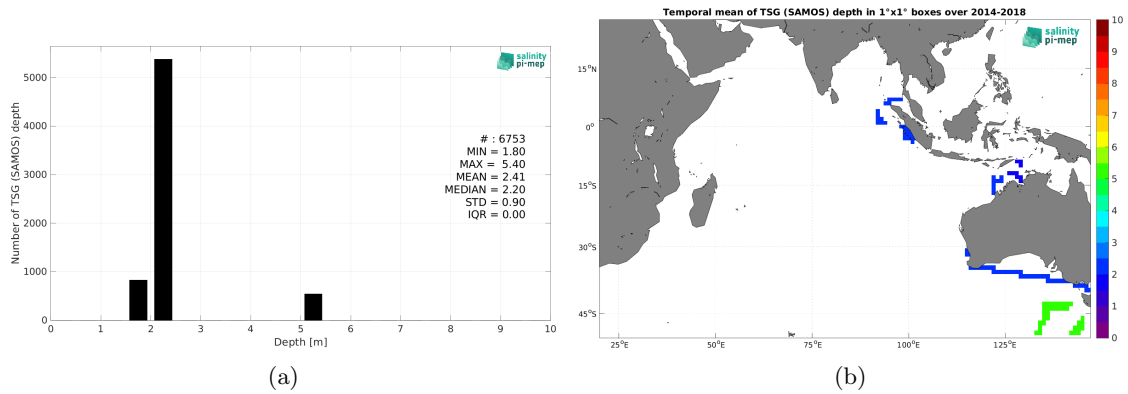 Temporal mean of TSG (SAMOS) depth in 1°x1° boxes over 2014-2018
salinity
pi-mep
# : 6753
MIN = 1.80
MAX = 5.40
MEAN = 2.41
MEDIAN = 2.20
STD = 0.90
IQR = 0.00
Number of TSG (SAMOS) depth
5000
4000
3000
2000
1000
0
0 1 2 3 4 5 6 7 8 9 10
Depth [m]
(a)
salinity
pi-mep
15°N
0°
15°S
30°S
45°S
25°E 50°E 75°E 100°E 125°E
10
9
8
7
6
5
4
3
2
1
0
(b)